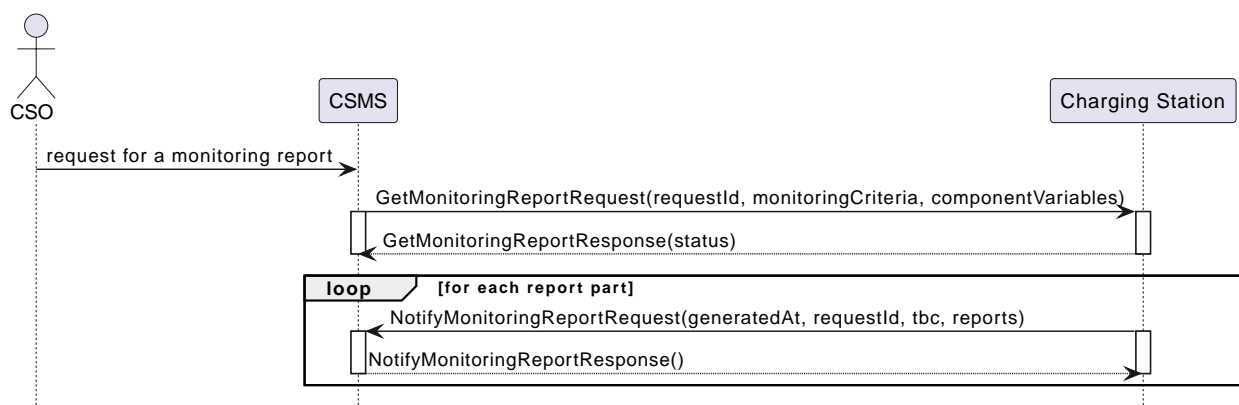 CSO
CSMS
Charging Station
request for a monitoring report
GetMonitoringReportRequest(requestId, monitoringCriteria, componentVariables)
GetMonitoringReportResponse(status)
loop [for each report part]
NotifyMonitoringReportRequest(generatedAt, requestId, tbc, reports)
NotifyMonitoringReportResponse()